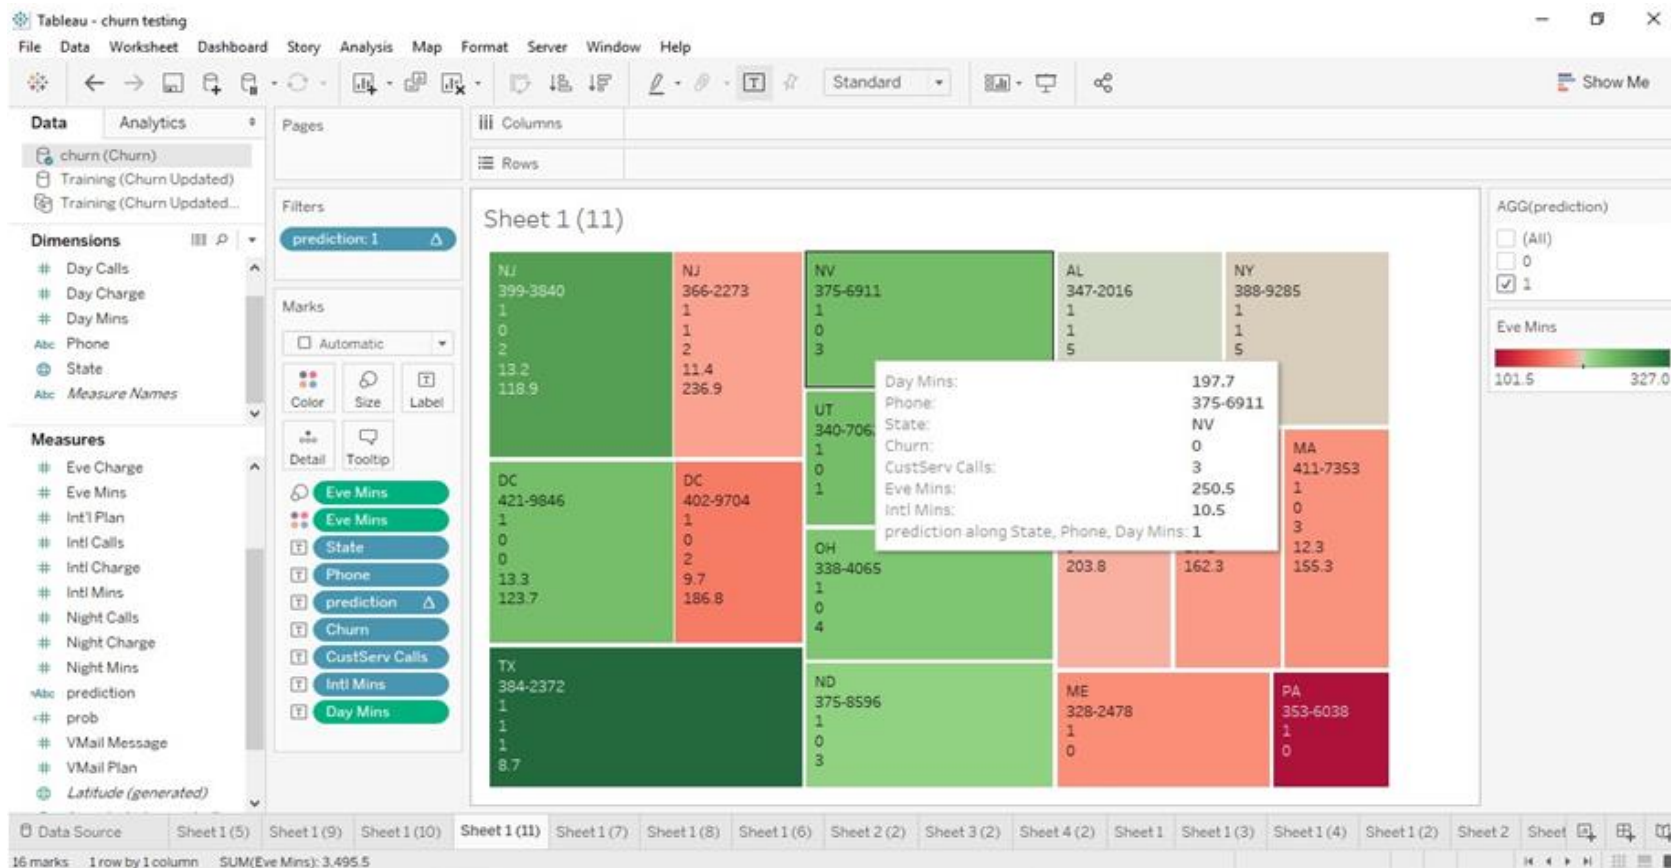 Tableau - churn testing
File Data Worksheet Dashboard Story Analysis Map Format Server Window Help
Standard
Show Me
Data Analytics
churn (Churn)
Training (Churn Updated)
Training (Churn Updated...
Dimensions
# Day Calls
# Day Charge
# Day Mins
Abc Phone
State
Abc Measure Names
Measures
# Eve Charge
# Eve Mins
# Int'l Plan
# Intl Calls
# Intl Charge
# Intl Mins
# Night Calls
# Night Charge
# Night Mins
Abc prediction
# prob
# VMail Message
# VMail Plan
Latitude (generated)
Pages
Filters
prediction: 1 Δ
Marks
Automatic
Color Size Label
Detail Tooltip
Eve Mins
Eve Mins
State
Phone
prediction Δ
Churn
CustServ Calls
Intl Mins
Day Mins
Columns
Rows
Sheet 1 (11)
NJ
399-3840
1
0
2
13.2
118.9
NJ
366-2273
1
1
2
11.4
236.9
NV
375-6911
1
0
3
AL
347-2016
1
1
5
NY
388-9285
1
1
5
DC
421-9846
1
0
0
13.3
123.7
DC
402-9704
1
0
2
9.7
186.8
UT
340-706
1
0
1
Day Mins: 197.7
Phone: 375-6911
State: NV
Churn: 0
CustServ Calls: 3
Eve Mins: 250.5
Intl Mins: 10.5
prediction along State, Phone, Day Mins: 1
OH
338-4065
1
0
4
203.8
162.3
MA
411-7353
1
0
3
12.3
155.3
TX
384-2372
1
1
1
8.7
ND
375-8596
1
0
3
ME
328-2478
1
0
PA
353-6038
1
0
AGG(prediction)
(All)
0
1
Eve Mins
101.5 327.0
Data Source Sheet 1 (5) Sheet 1 (9) Sheet 1 (10) Sheet 1 (11) Sheet 1 (7) Sheet 1 (8) Sheet 1 (6) Sheet 2 (2) Sheet 3 (2) Sheet 4 (2) Sheet 1 Sheet 1 (3) Sheet 1 (4) Sheet 1 (2) Sheet 2 Sheet
16 marks 1 row by 1 column SUM(Eve Mins): 3,495.5